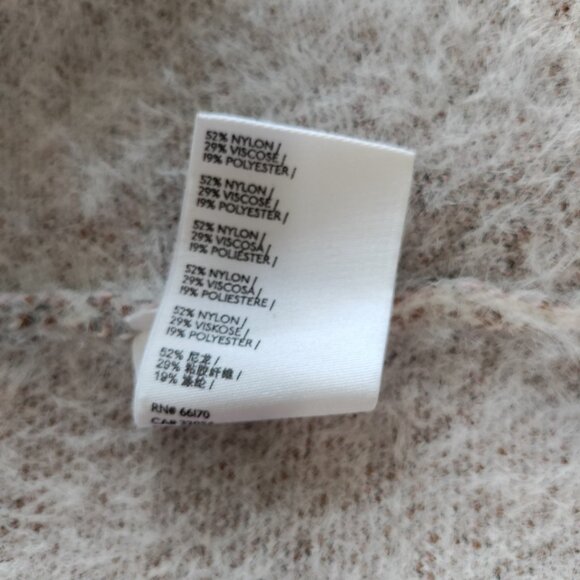 52% NYLON /
29% VISCOSE /
19% POLYESTER /
52% NYLON /
29% VISCOSE /
19% POLYESTER /
52% NYLON /
29% VISCOSA /
19% POLIÉSTER /
52% NYLON /
29% VISCOSA /
19% POLIESTERE /
52% NYLON /
29% VISKOSE /
19% POLYESTER /
52% 尼龙 /
29% 粘胶纤维 /
19% 涤纶 /
RN# 66170
CA#